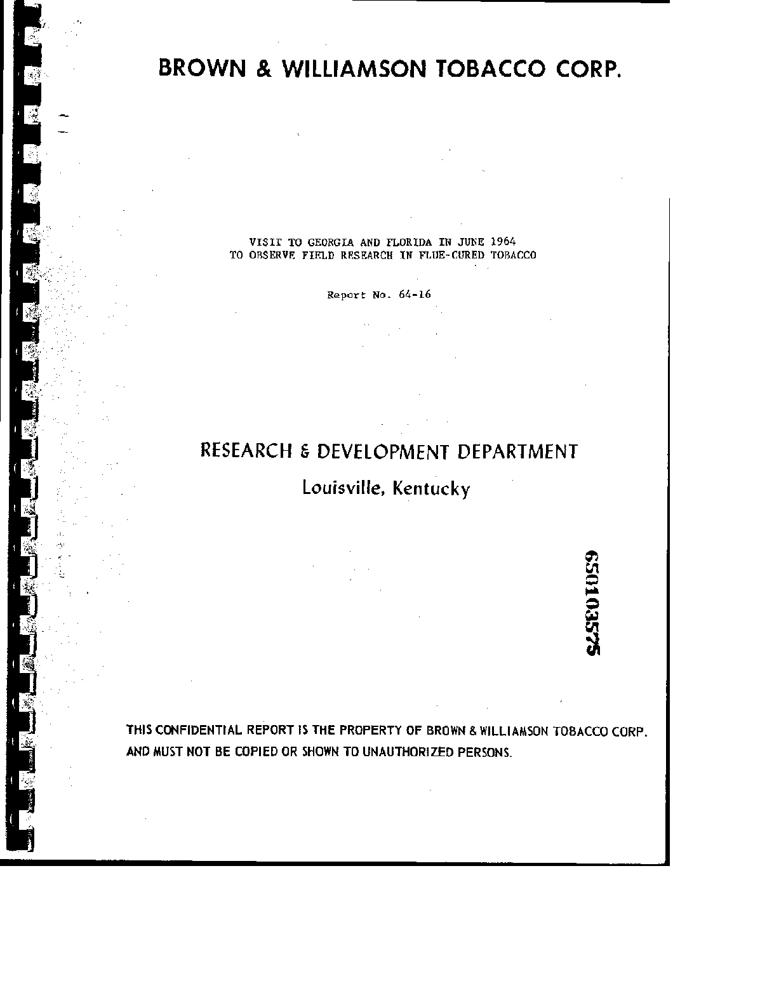 BROWN & WILLIAMSON TOBACCO CORP.
VISIT TO GEORGIA AND FLORIDA IN JUNE 1964
TO OBSERVE FIELD RESEARCH IN FLUE-CURED TOBACCO
Report No. 64-16
RESEARCH & DEVELOPMENT DEPARTMENT
Louisville, Kentucky
650103575
THIS CONFIDENTIAL REPORT IS THE PROPERTY OF BROWN & WILLIAMSON TOBACCO CORP.
AND MUST NOT BE COPIED OR SHOWN TO UNAUTHORIZED PERSONS.